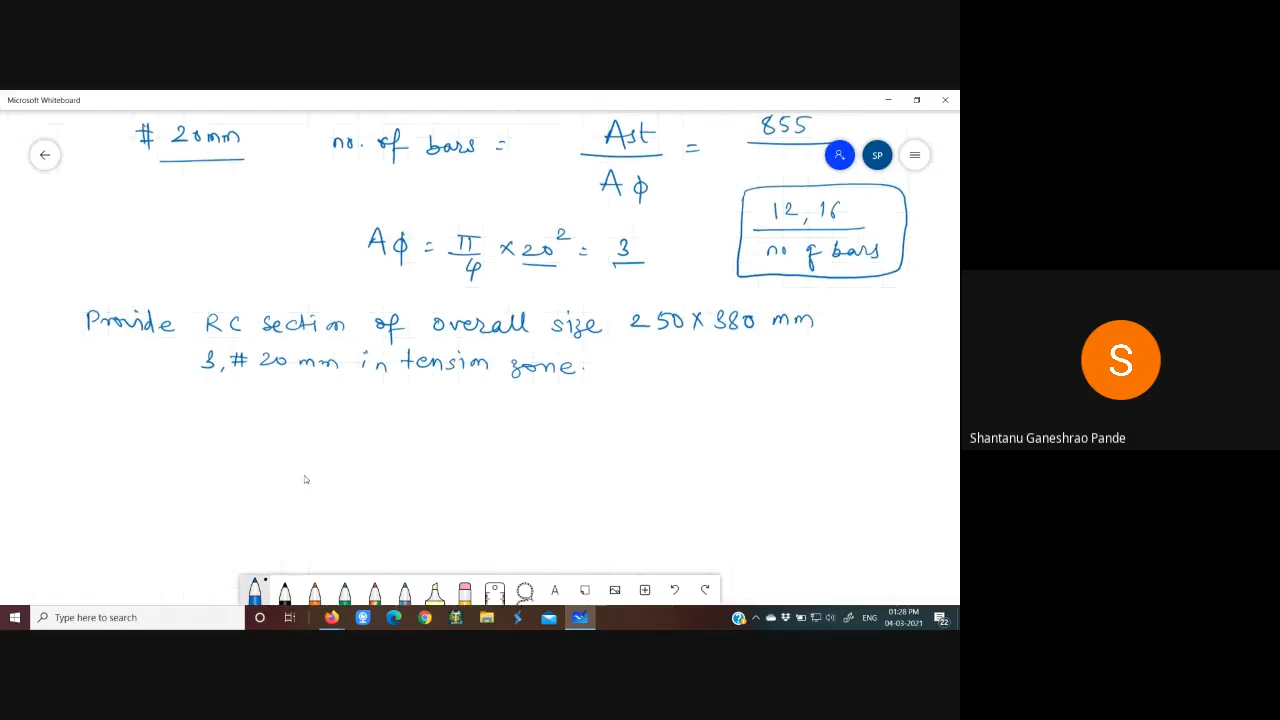 Microsoft Whiteboard
# 20mm no. of bars = Ast = 855
Aϕ
SP
12, 16
no of bars
Aϕ = π/4 × 20² = 3
Provide RC section of overall size 250 × 380 mm
3, # 20 mm in tension zone.
S
Shantanu Ganeshrao Pande
A
Type here to search
ENG
01:28 PM
04-03-2021
22